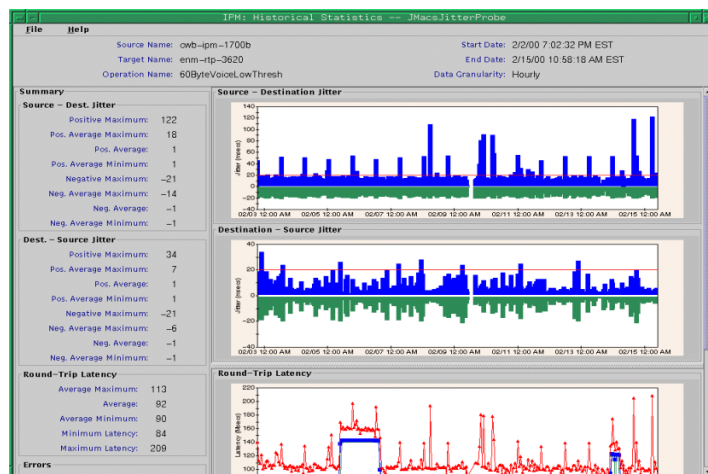 IPM: Historical Statistics -- JMacsJitterProbe
File Help
Source Name: owb-ipm-1700b Start Date: 2/2/00 7:02:32 PM EST
Target Name: enm-rtp-3620 End Date: 2/15/00 10:58:18 AM EST
Operation Name: 60ByteVoiceLowThresh Data Granularity: Hourly
Summary
Source - Dest. Jitter
Positive Maximum: 122
Pos. Average Maximum: 18
Pos. Average: 1
Pos. Average Minimum: 1
Negative Maximum: -21
Neg. Average Maximum: -14
Neg. Average: -1
Neg. Average Minimum: -1
Dest. - Source Jitter
Positive Maximum: 34
Pos. Average Maximum: 7
Pos. Average: 1
Pos. Average Minimum: 1
Negative Maximum: -21
Neg. Average Maximum: -6
Neg. Average: -1
Neg. Average Minimum: -1
Round-Trip Latency
Average Maximum: 113
Average: 92
Average Minimum: 90
Minimum Latency: 84
Maximum Latency: 209
Errors
Source - Destination Jitter
140
120
100
80
60
40
20
0
-20
-40
Jitter (msecs)
02/03 12:00 AM 02/05 12:00 AM 02/07 12:00 AM 02/09 12:00 AM 02/11 12:00 AM 02/13 12:00 AM 02/15 12:00 AM
Destination - Source Jitter
40
20
0
-20
-40
Jitter (msecs)
02/03 12:00 AM 02/05 12:00 AM 02/07 12:00 AM 02/09 12:00 AM 02/11 12:00 AM 02/13 12:00 AM 02/15 12:00 AM
Round-Trip Latency
220
200
180
160
140
120
100
Latency (Msecs)